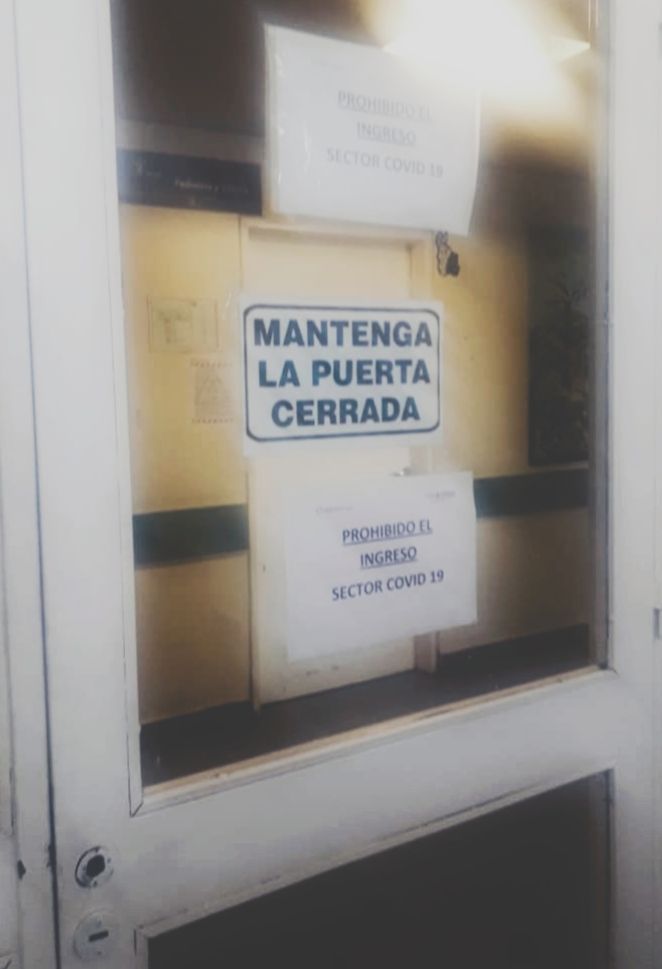 PROHIBIDO EL
INGRESO
SECTOR COVID 19
MANTENGA
LA PUERTA
CERRADA
PROHIBIDO EL
INGRESO
SECTOR COVID 19